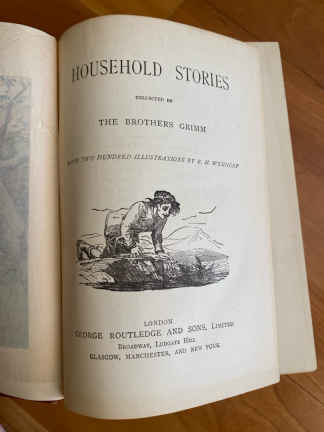 HOUSEHOLD STORIES
COLLECTED BY
THE BROTHERS GRIMM
WITH TWO HUNDRED ILLUSTRATIONS BY E. H. WEHNERT
LONDON
GEORGE ROUTLEDGE AND SONS, LIMITED
BROADWAY, LUDGATE HILL
GLASGOW, MANCHESTER, AND NEW YORK